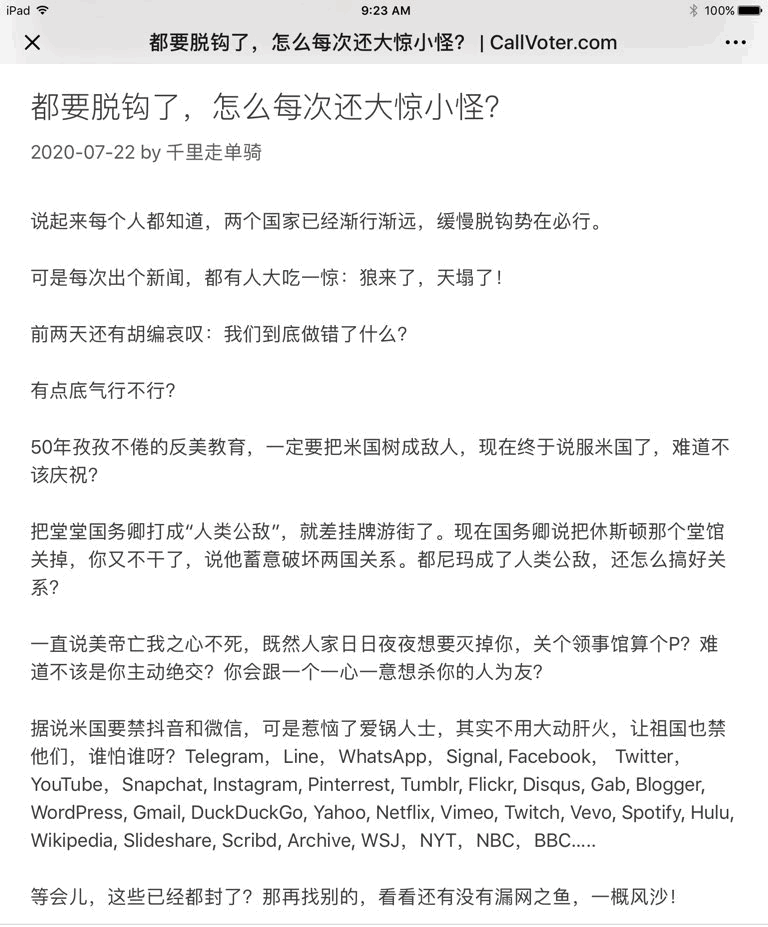 iPad 9:23 AM 100%
都要脱钩了，怎么每次还大惊小怪？ | CallVoter.com
都要脱钩了，怎么每次还大惊小怪？
2020-07-22 by 千里走单骑
说起来每个人都知道，两个国家已经渐行渐远，缓慢脱钩势在必行。
可是每次出个新闻，都有人大吃一惊：狼来了，天塌了！
前两天还有胡编哀叹：我们到底做错了什么？
有点底气行不行？
50年孜孜不倦的反美教育，一定要把米国树成敌人，现在终于说服米国了，难道不
该庆祝？
把堂堂国务卿打成“人类公敌”，就差挂牌游街了。现在国务卿说把休斯顿那个堂馆
关掉，你又不干了，说他蓄意破坏两国关系。都尼玛成了人类公敌，还怎么搞好关
系？
一直说美帝亡我之心不死，既然人家日日夜夜想要灭掉你，关个领事馆算个P？难
道不该是你主动绝交？你会跟一个一心一意想杀你的人为友？
据说米国要禁抖音和微信，可是惹恼了爱锅人士，其实不用大动肝火，让祖国也禁
他们，谁怕谁呀？Telegram，Line，WhatsApp，Signal, Facebook， Twitter，
YouTube，Snapchat, Instagram, Pinterrest, Tumblr, Flickr, Disqus, Gab, Blogger,
WordPress, Gmail, DuckDuckGo, Yahoo, Netflix, Vimeo, Twitch, Vevo, Spotify, Hulu,
Wikipedia, Slideshare, Scribd, Archive, WSJ，NYT，NBC，BBC…..
等会儿，这些已经都封了？那再找别的，看看还有没有漏网之鱼，一概风沙！